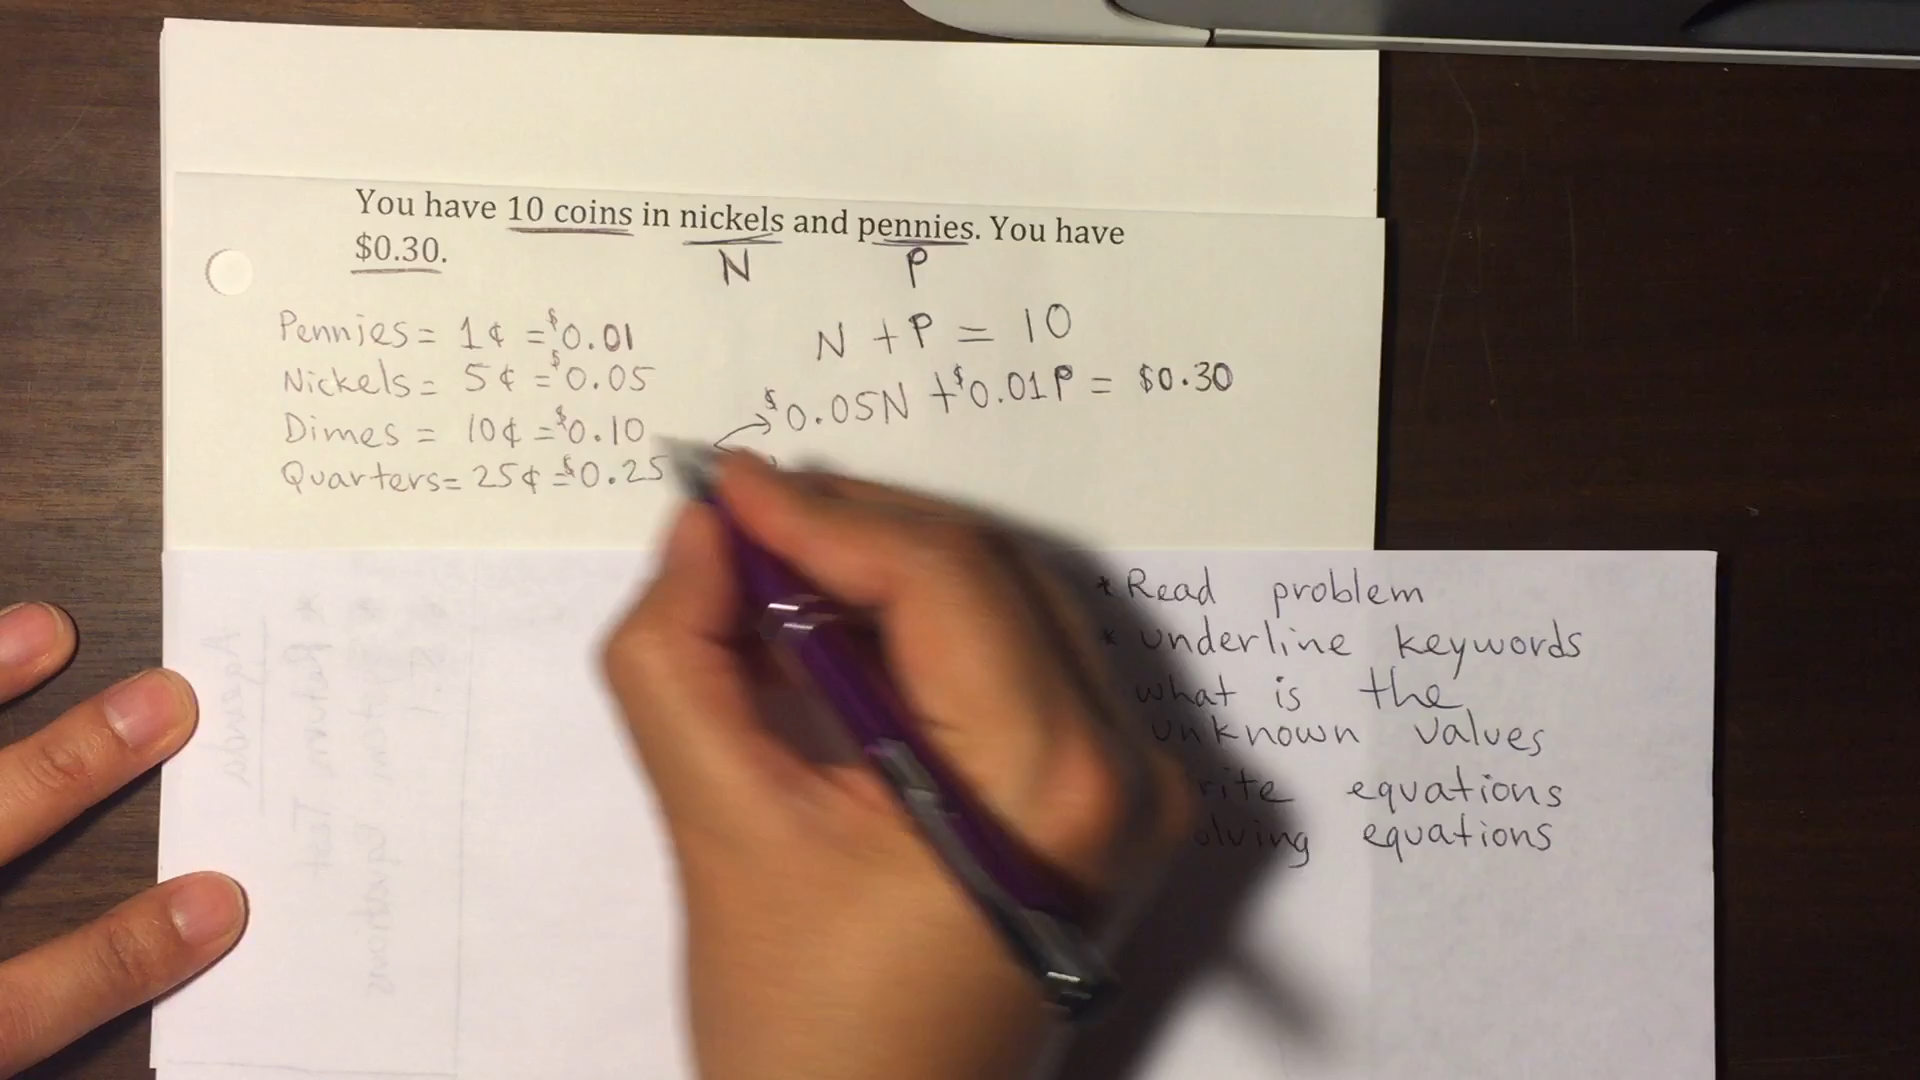 You have 10 coins in nickels and pennies. You have
$0.30.
N P
Pennies = 1¢ = $0.01
Nickels = 5¢ = $0.05
Dimes = 10¢ = $0.10
Quarters = 25¢ = $0.25
N + P = 10
$0.05N + $0.01P = $0.30
* Read problem
* underline keywords
what is the
unknown values
equations
equations